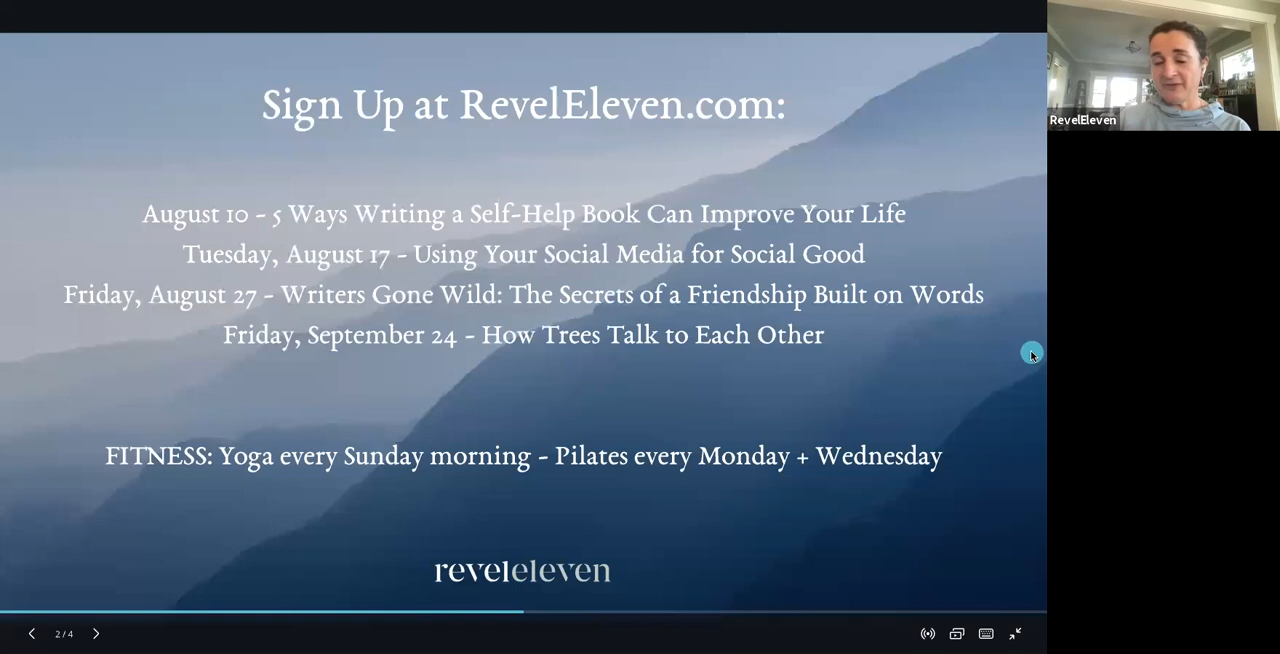 Sign Up at RevelEleven.com:
RevelEleven
August 10 - 5 Ways Writing a Self-Help Book Can Improve Your Life
Tuesday, August 17 - Using Your Social Media for Social Good
Friday, August 27 - Writers Gone Wild: The Secrets of a Friendship Built on Words
Friday, September 24 - How Trees Talk to Each Other
FITNESS: Yoga every Sunday morning - Pilates every Monday + Wednesday
reveleleven
2 / 4